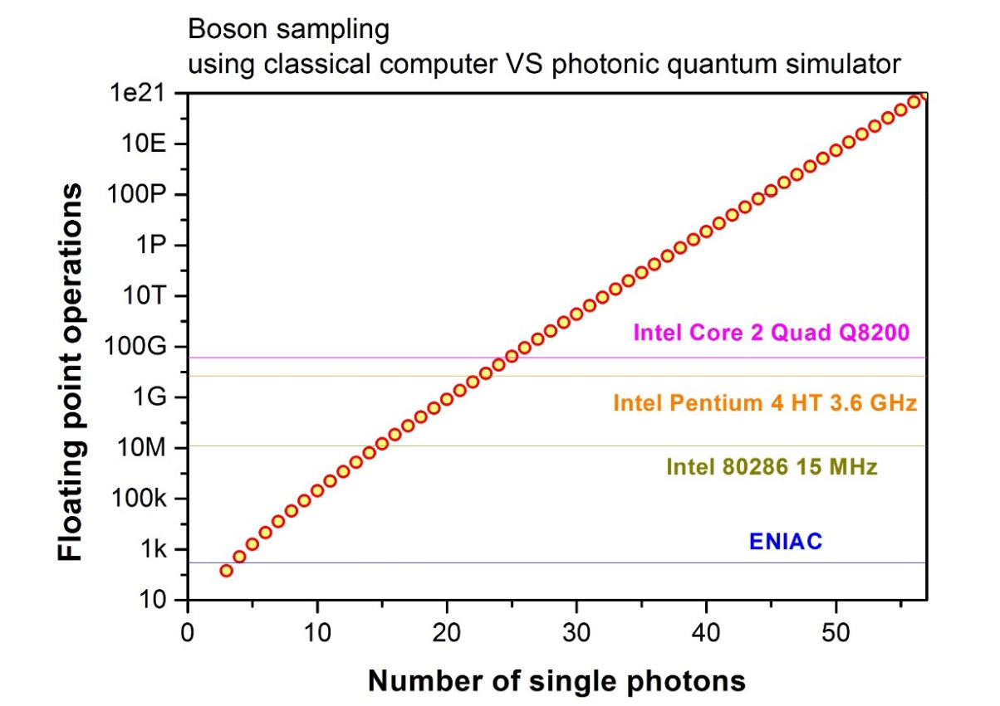 Boson sampling
using classical computer VS photonic quantum simulator
1e21
10E
100P
1P
10T
100G
1G
10M
100k
1k
10
Floating point operations
Intel Core 2 Quad Q8200
Intel Pentium 4 HT 3.6 GHz
Intel 80286 15 MHz
ENIAC
0 10 20 30 40 50
Number of single photons